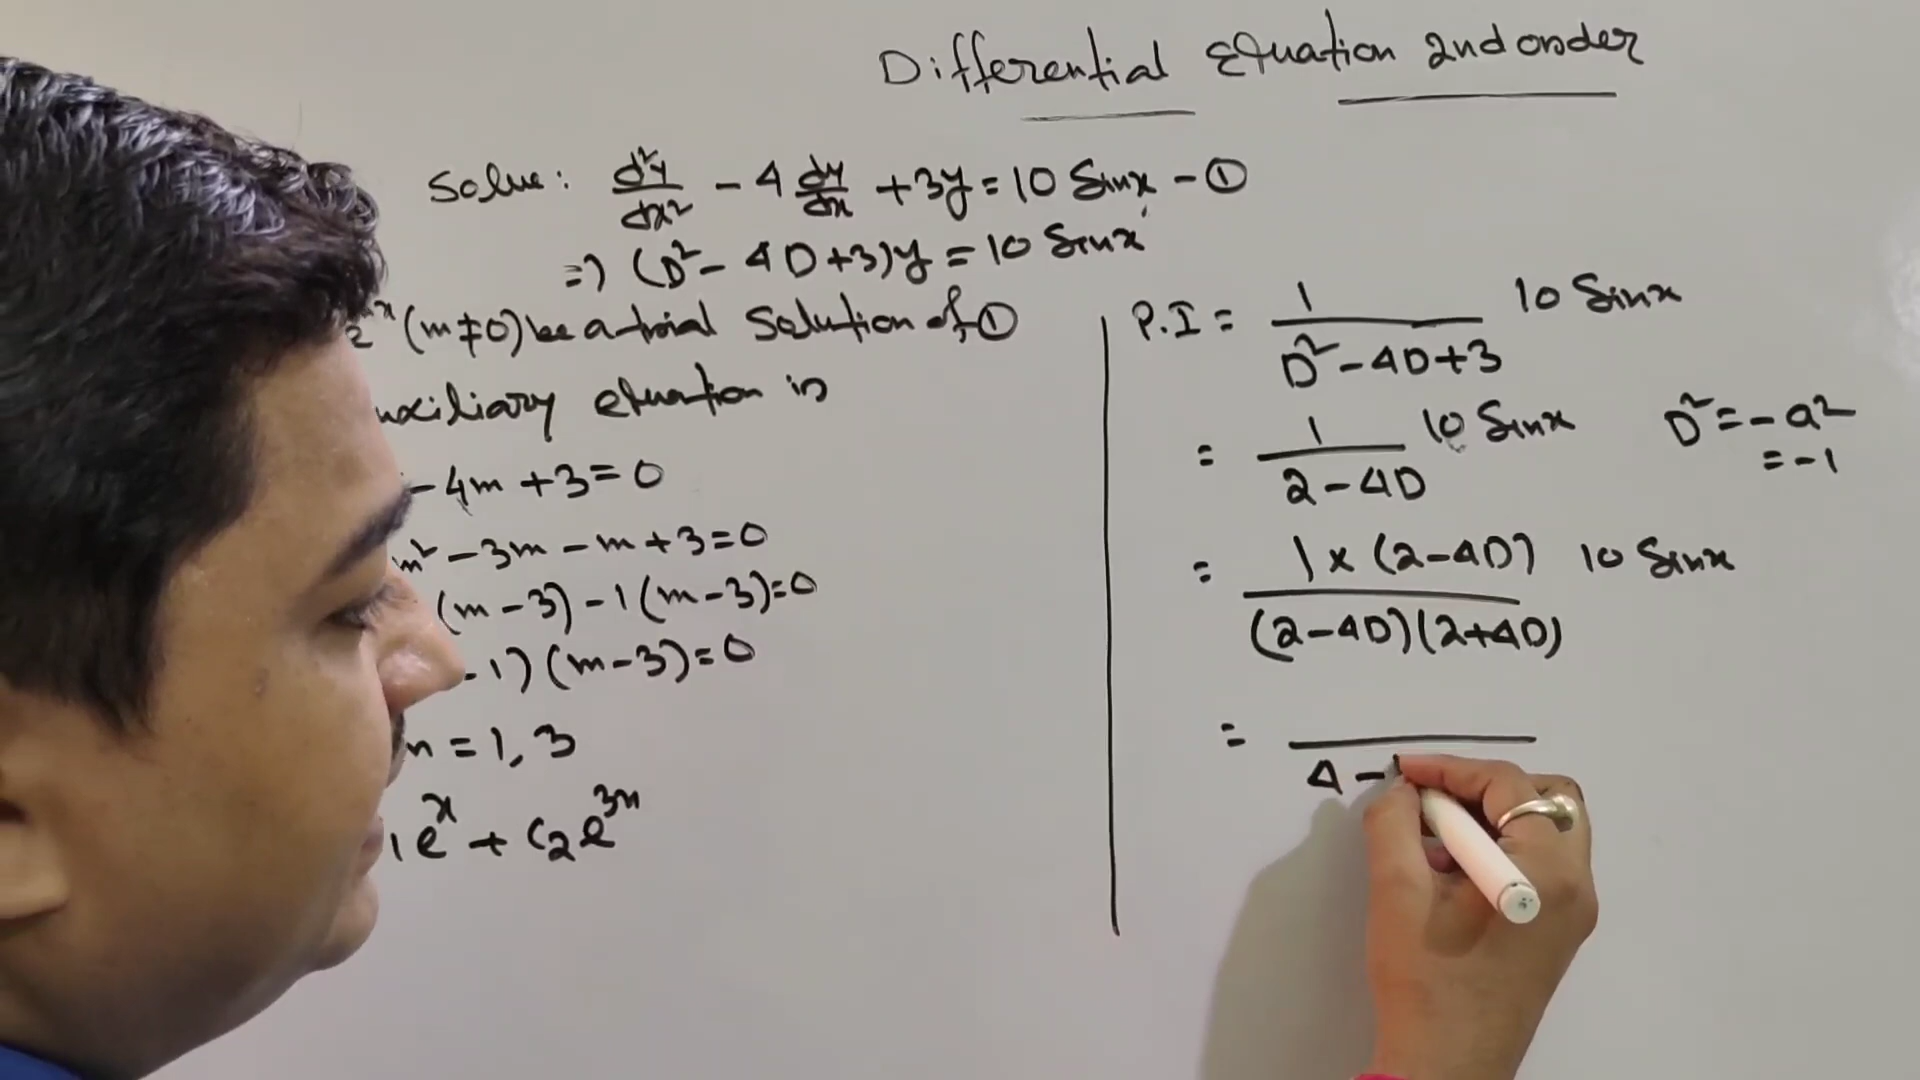 Differential Equation 2nd order
Solve: d²y/dx² - 4 dy/dx + 3y = 10 Sinx - ①
=> (D² - 4D + 3)y = 10 Sinx
(m≠0) be a trial solution of ①
uxiliary equation is
- 4m + 3 = 0
m² - 3m - m + 3 = 0
(m - 3) - 1 (m - 3) = 0
- 1) (m - 3) = 0
= 1, 3
e^x + C₂e^3x
P.I = 1/(D² - 4D + 3) 10 Sinx
= 1/(2 - 4D) 10 Sinx
D² = -a²
= -1
= 1 x (2 - 4D)/(2 - 4D)(2 + 4D) 10 Sinx
= /4 -